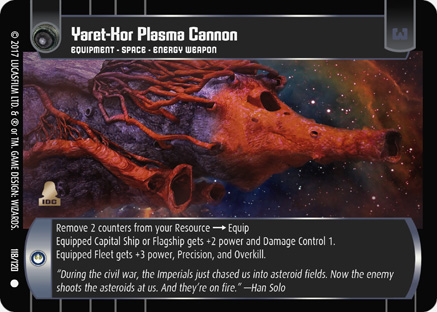 Yaret-Kor Plasma Cannon
EQUIPMENT • SPACE • ENERGY WEAPON
© 2017 LUCASFILM LTD. & ® or TM. GAME DESIGN: WIZARDS.
118/120
IDC
Remove 2 counters from your Resource → Equip
Equipped Capital Ship or Flagship gets +2 power and Damage Control 1.
Equipped Fleet gets +3 power, Precision, and Overkill.
“During the civil war, the Imperials just chased us into asteroid fields. Now the enemy
shoots the asteroids at us. And they're on fire.” —Han Solo